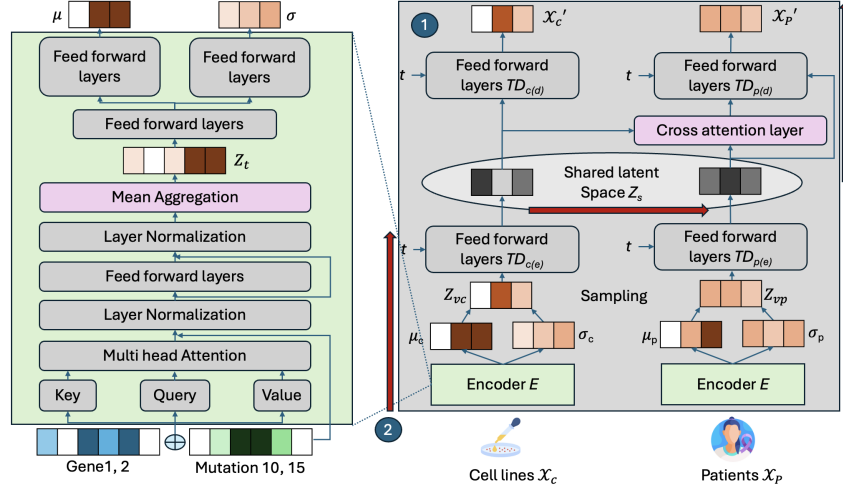 μ
σ
Feed forward
layers
Feed forward
layers
Feed forward layers
Z_t
Mean Aggregation
Layer Normalization
Feed forward layers
Layer Normalization
Multi head Attention
Key
Query
Value
Gene1, 2
Mutation 10, 15
1
𝒳_c′
𝒳_P′
t
Feed forward
layers TD_c(d)
t
Feed forward
layers TD_p(d)
Cross attention layer
Shared latent
Space Z_s
t
Feed forward
layers TD_c(e)
t
Feed forward
layers TD_p(e)
Z_vc
Sampling
Z_vp
μ_c
σ_c
μ_p
σ_p
Encoder E
Encoder E
2
Cell lines 𝒳_c
Patients 𝒳_P